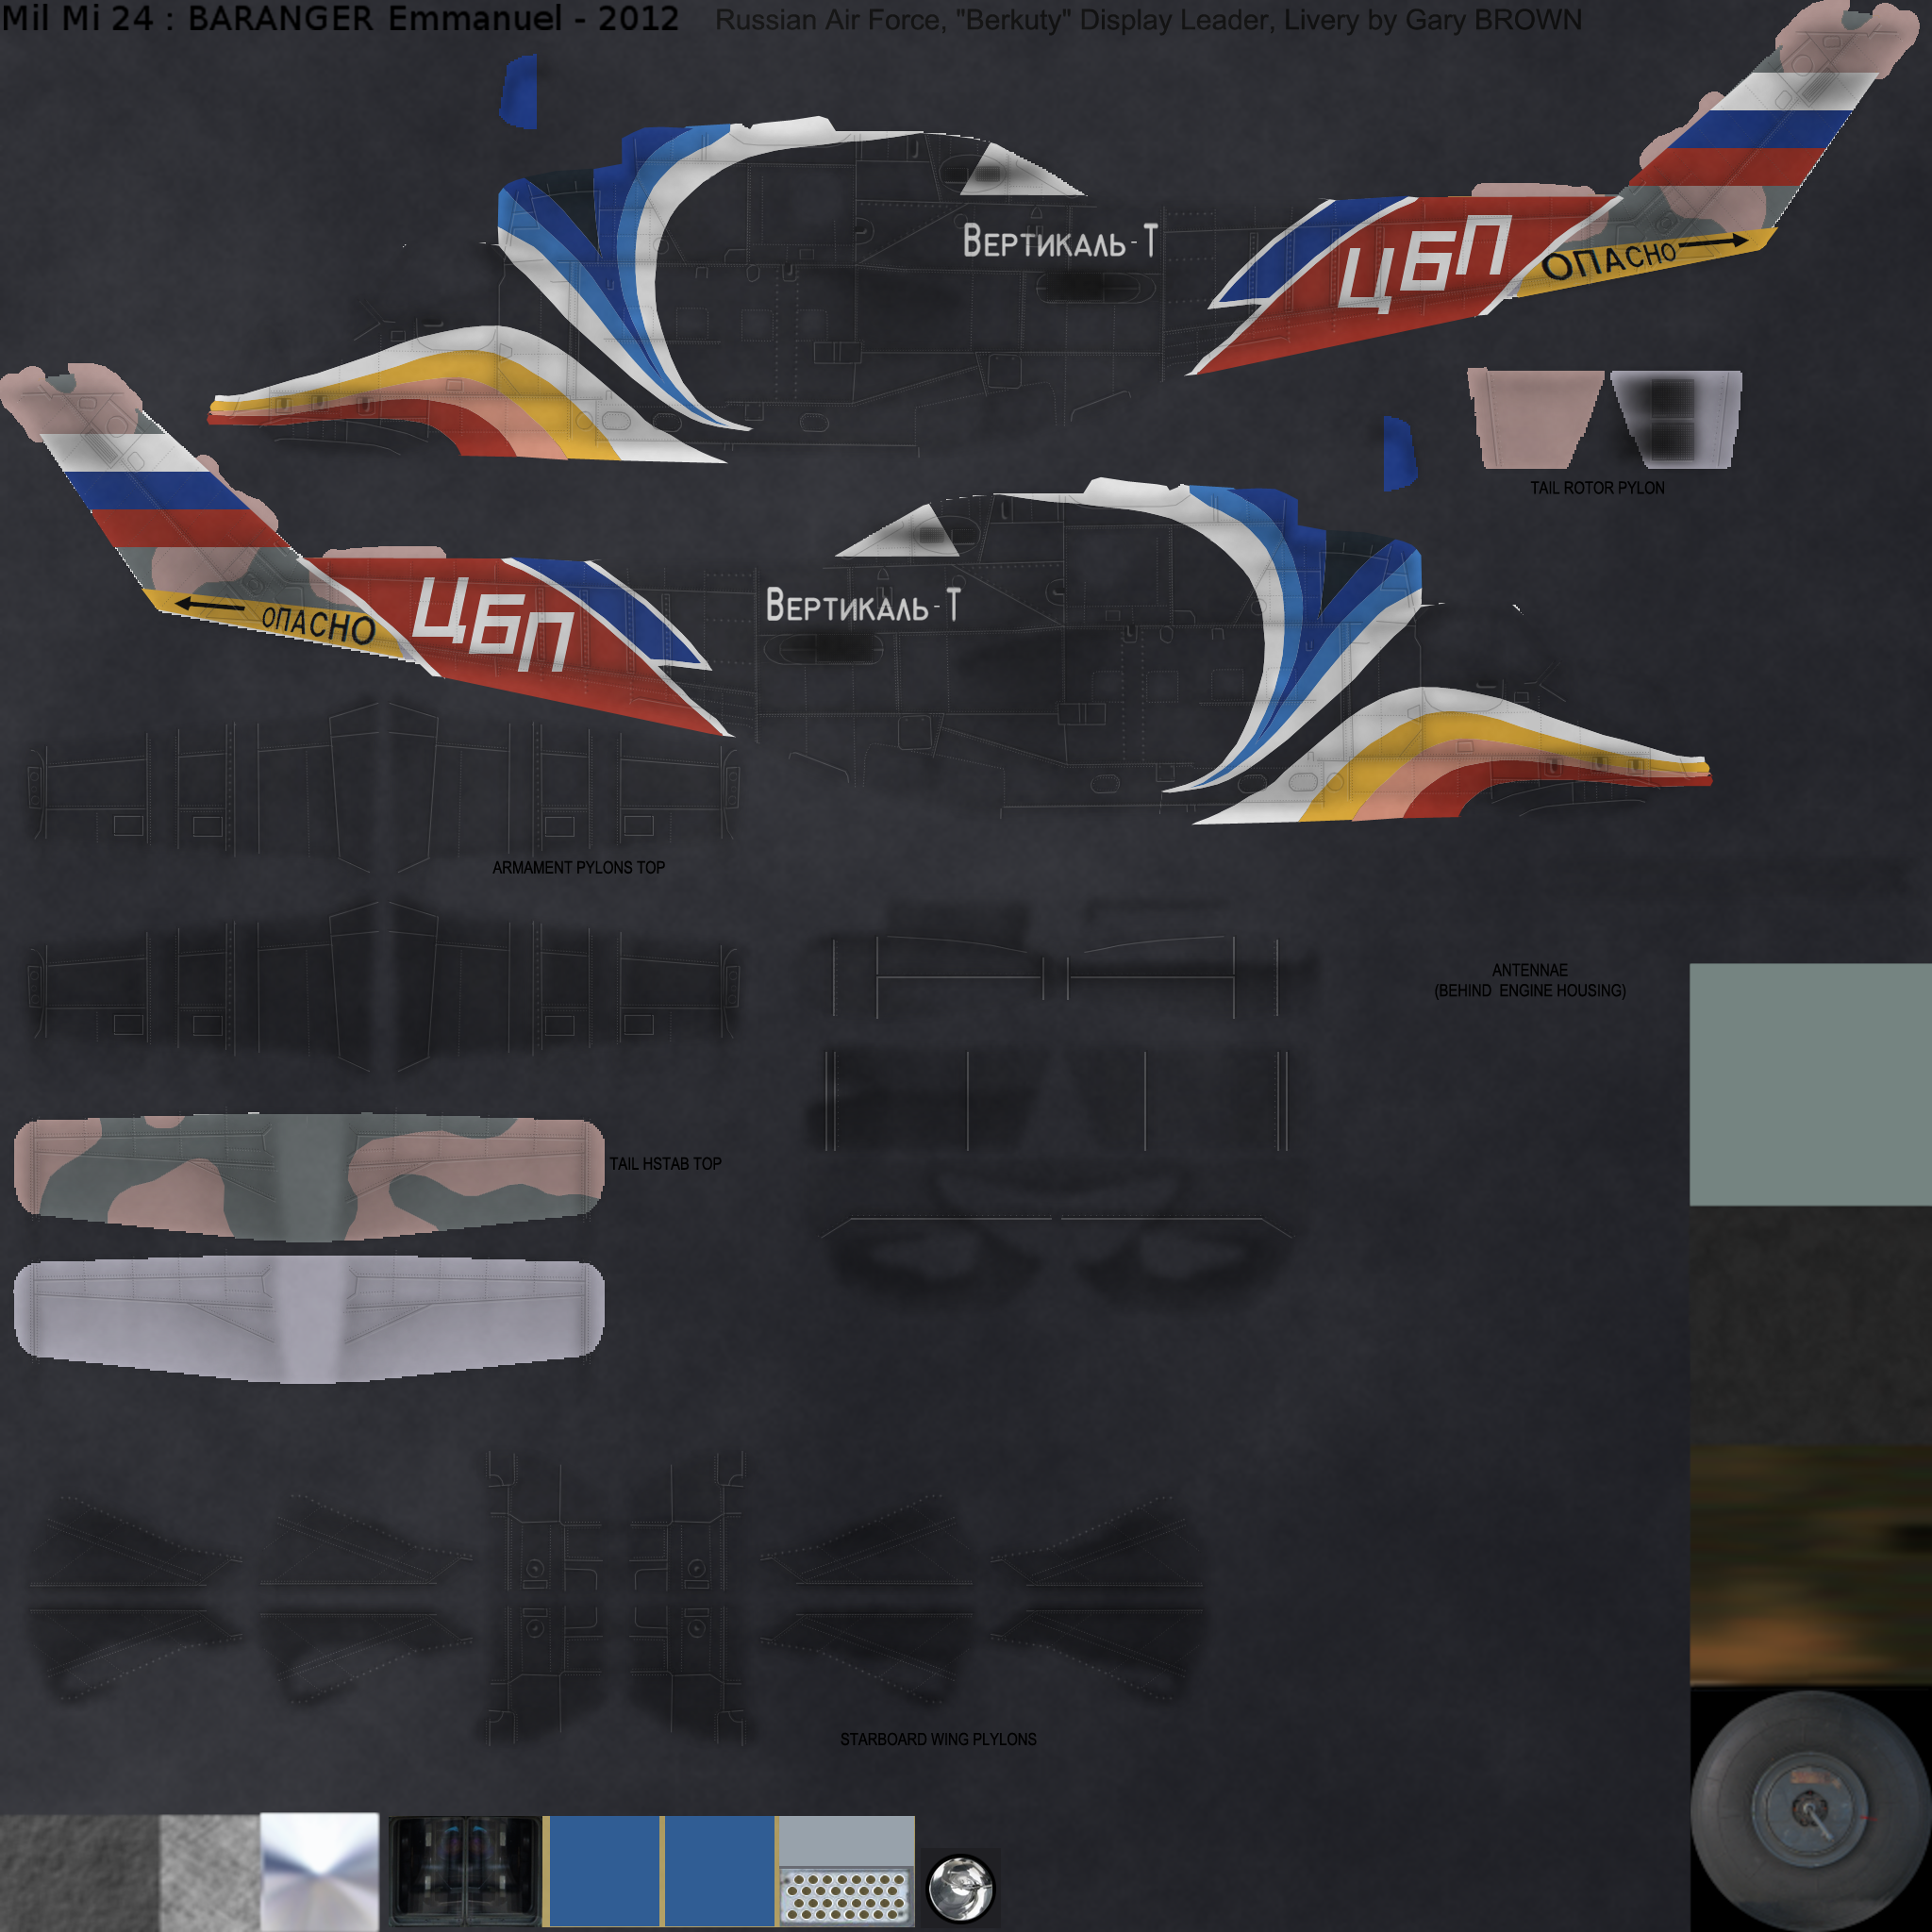 Mil Mi 24 : BARANGER Emmanuel - 2012
Russian Air Force, "Berkuty" Display Leader, Livery by Gary BROWN
Вертикаль-Т
ЦБП
ОПАСНО
TAIL ROTOR PYLON
Вертикаль-Т
ЦБП
ОПАСНО
ARMAMENT PYLONS TOP
ANTENNAE
(BEHIND ENGINE HOUSING)
TAIL HSTAB TOP
STARBOARD WING PLYLONS